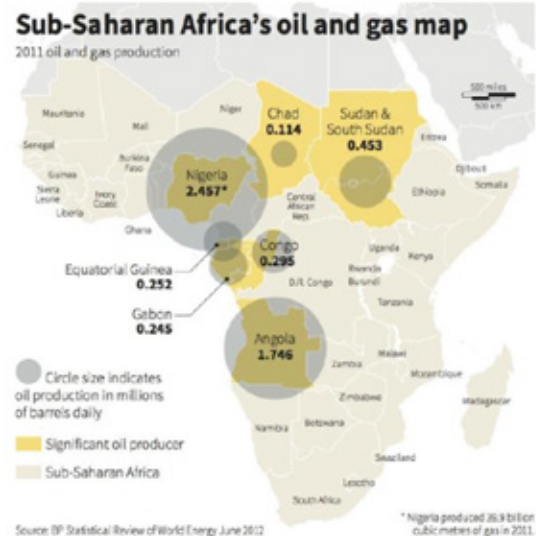 Sub-Saharan Africa's oil and gas map
2011 oil and gas production
500 miles
500 km
Mauritania
Mali
Niger
Chad
0.114
Sudan &
South Sudan
0.453
Eritrea
Senegal
Burkina
Faso
Nigeria
2.457*
Djibouti
Guinea
Sierra
Leone
Ivory
Coast
Liberia
Ghana
Central
African
Rep.
Ethiopia
Somalia
Equatorial Guinea
0.252
Congo
0.295
Uganda
Kenya
D.R. Congo
Rwanda
Burundi
Gabon
0.245
Tanzania
Angola
1.746
Zambia
Malawi
Mozambique
Circle size indicates
oil production in millions
of barrels daily
Zimbabwe
Madagascar
Namibia
Botswana
Significant oil producer
Swaziland
Sub-Saharan Africa
Lesotho
South Africa
Source: BP Statistical Review of World Energy June 2012
* Nigeria produced 39.9 billion
cubic metres of gas in 2011.